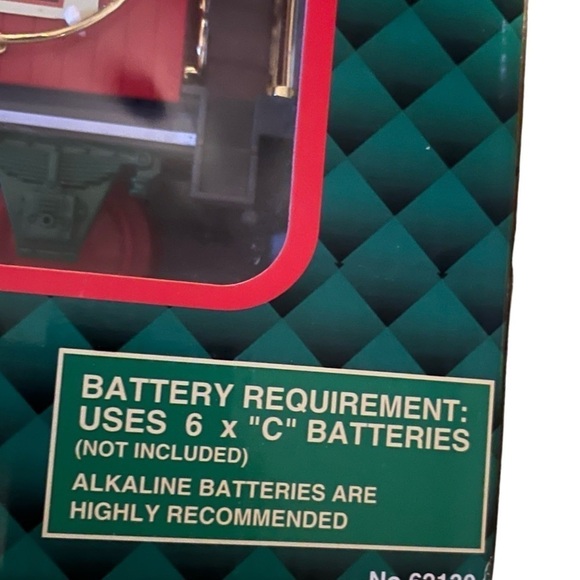 BATTERY REQUIREMENT:
USES 6 x "C" BATTERIES
(NOT INCLUDED)
ALKALINE BATTERIES ARE
HIGHLY RECOMMENDED